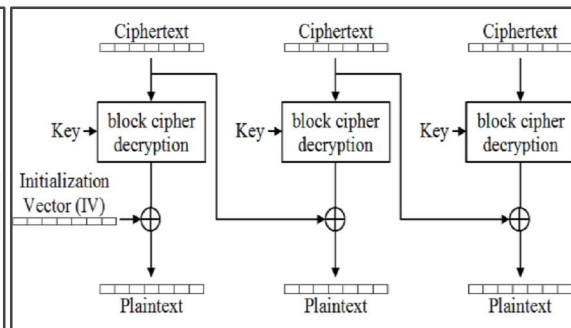 Ciphertext
Ciphertext
Ciphertext
Key
block cipher
decryption
Key
block cipher
decryption
Key
block cipher
decryption
Initialization
Vector (IV)
Plaintext
Plaintext
Plaintext